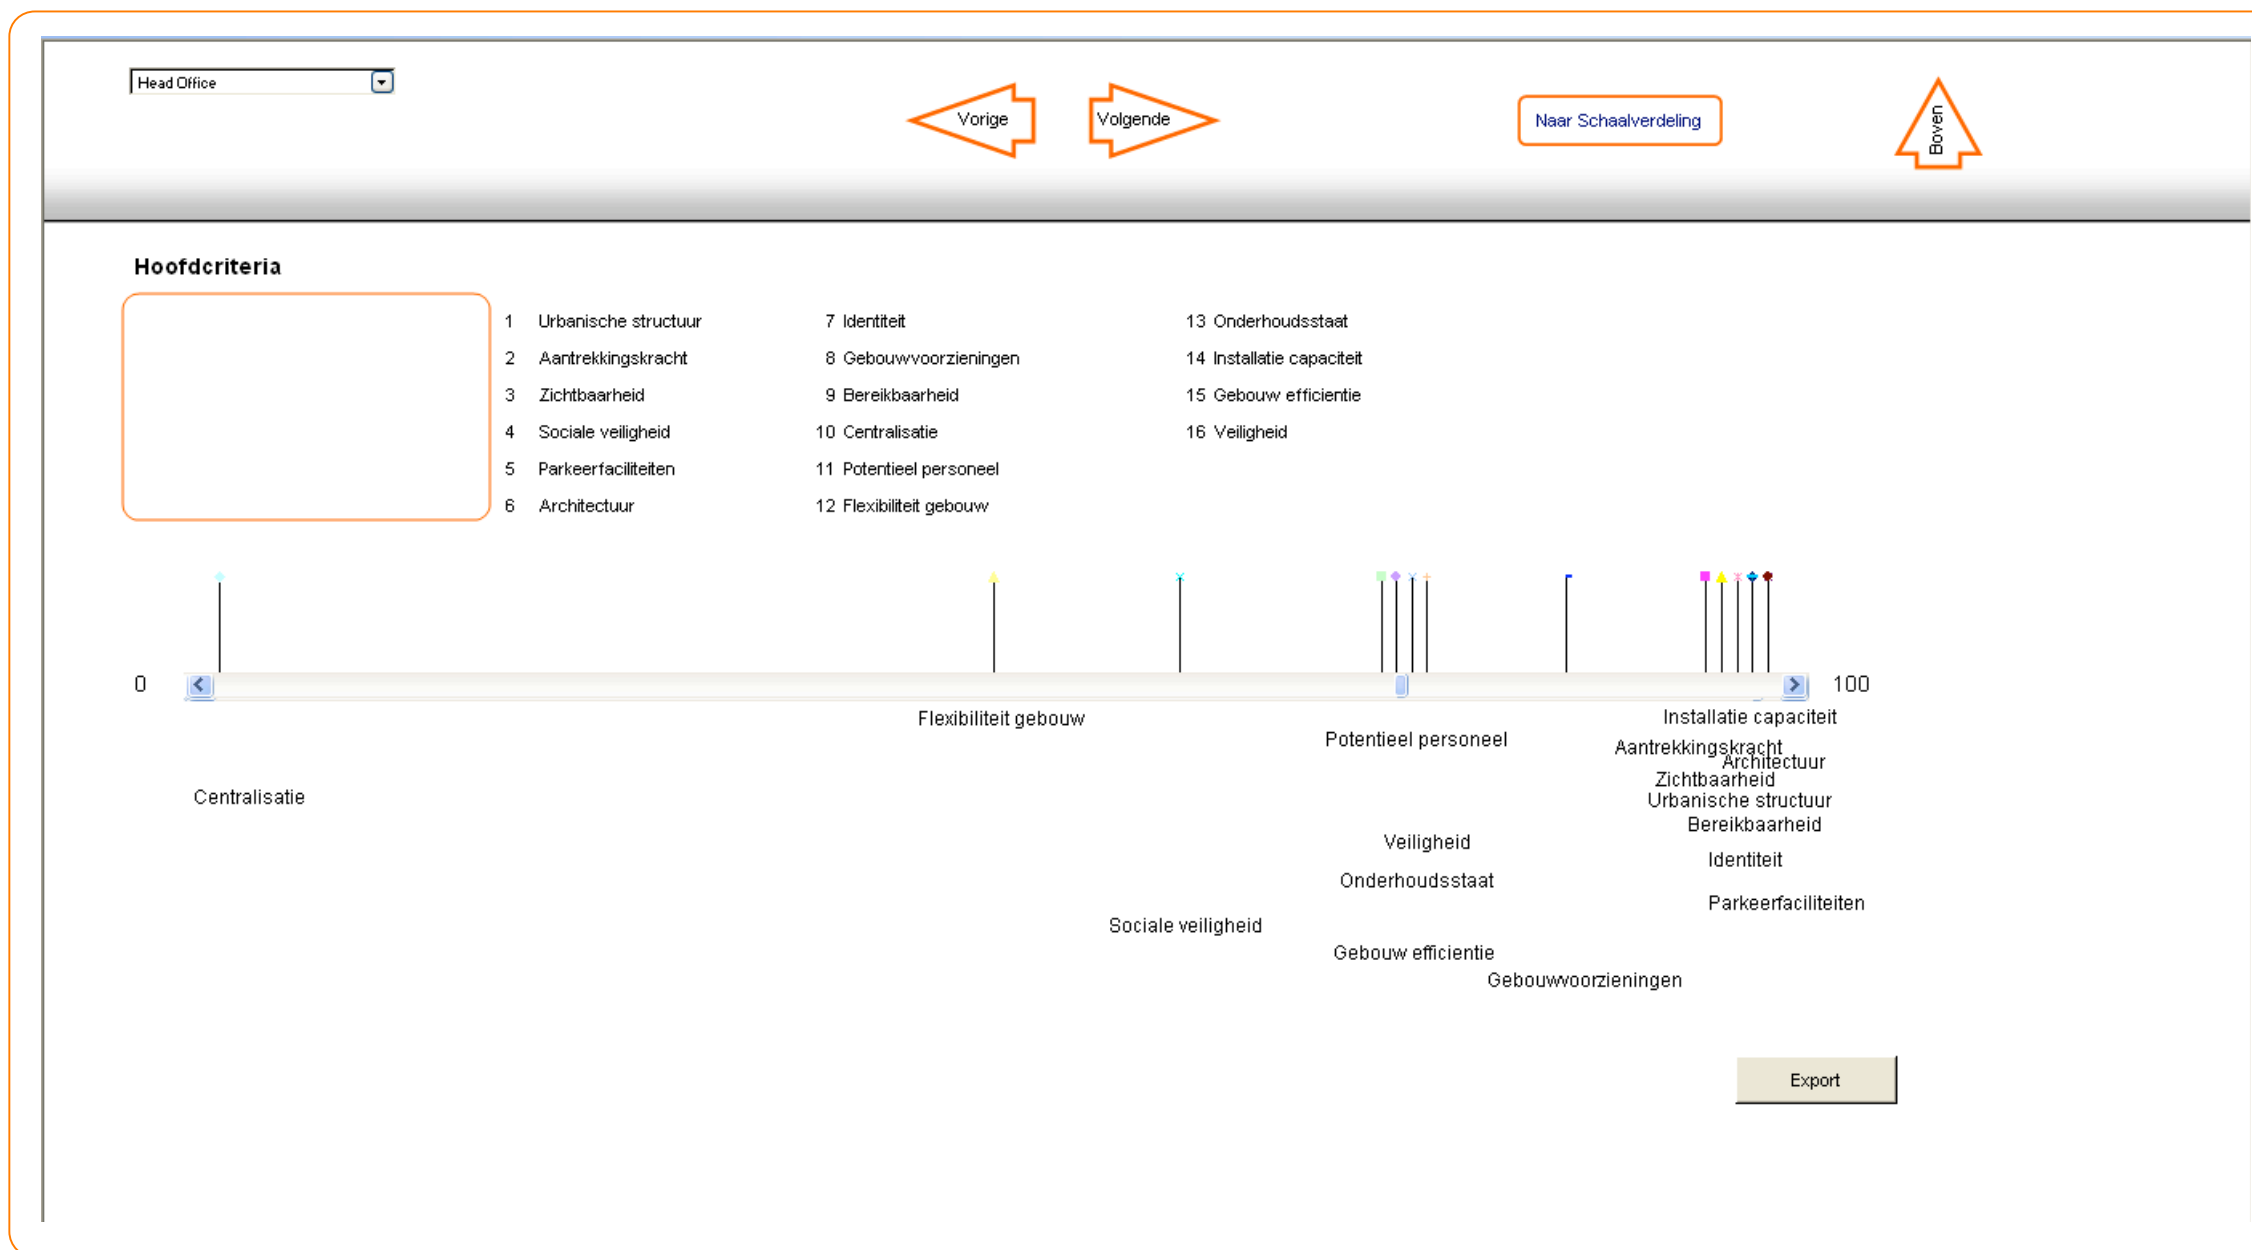 Head Office
Vorige
Volgende
Naar Schaalverdeling
Boven
Hoofdcriteria
1 Urbanische structuur
2 Aantrekkingskracht
3 Zichtbaarheid
4 Sociale veiligheid
5 Parkeerfaciliteiten
6 Architectuur
7 Identiteit
8 Gebouwvoorzieningen
9 Bereikbaarheid
10 Centralisatie
11 Potentieel personeel
12 Flexibiliteit gebouw
13 Onderhoudsstaat
14 Installatie capaciteit
15 Gebouw efficientie
16 Veiligheid
0
100
Flexibiliteit gebouw
Installatie capaciteit
Potentieel personeel
Aantrekkingskracht
Architectuur
Zichtbaarheid
Centralisatie
Urbanische structuur
Bereikbaarheid
Veiligheid
Identiteit
Onderhoudsstaat
Parkeerfaciliteiten
Sociale veiligheid
Gebouw efficientie
Gebouwvoorzieningen
Export